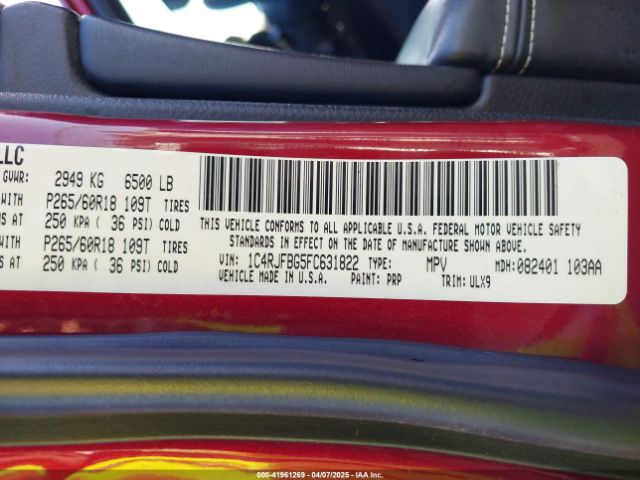 LLC
GVWR: 2949 KG 6500 LB
WITH P265/60R18 109T TIRES
S AT 250 KPA ( 36 PSI) COLD
WITH P265/60R18 109T TIRES
S AT 250 KPA ( 36 PSI) COLD
THIS VEHICLE CONFORMS TO ALL APPLICABLE U.S.A. FEDERAL MOTOR VEHICLE SAFETY
STANDARDS IN EFFECT ON THE DATE OF MANUFACTURE SHOWN ABOVE.
VIN: 1C4RJFBG5FC631822 TYPE: MPV MDH: 082401 103AA
VEHICLE MADE IN U.S.A. PAINT: PRP TRIM: ULX9
000-41961269 - 04/07/2025 - IAA Inc.